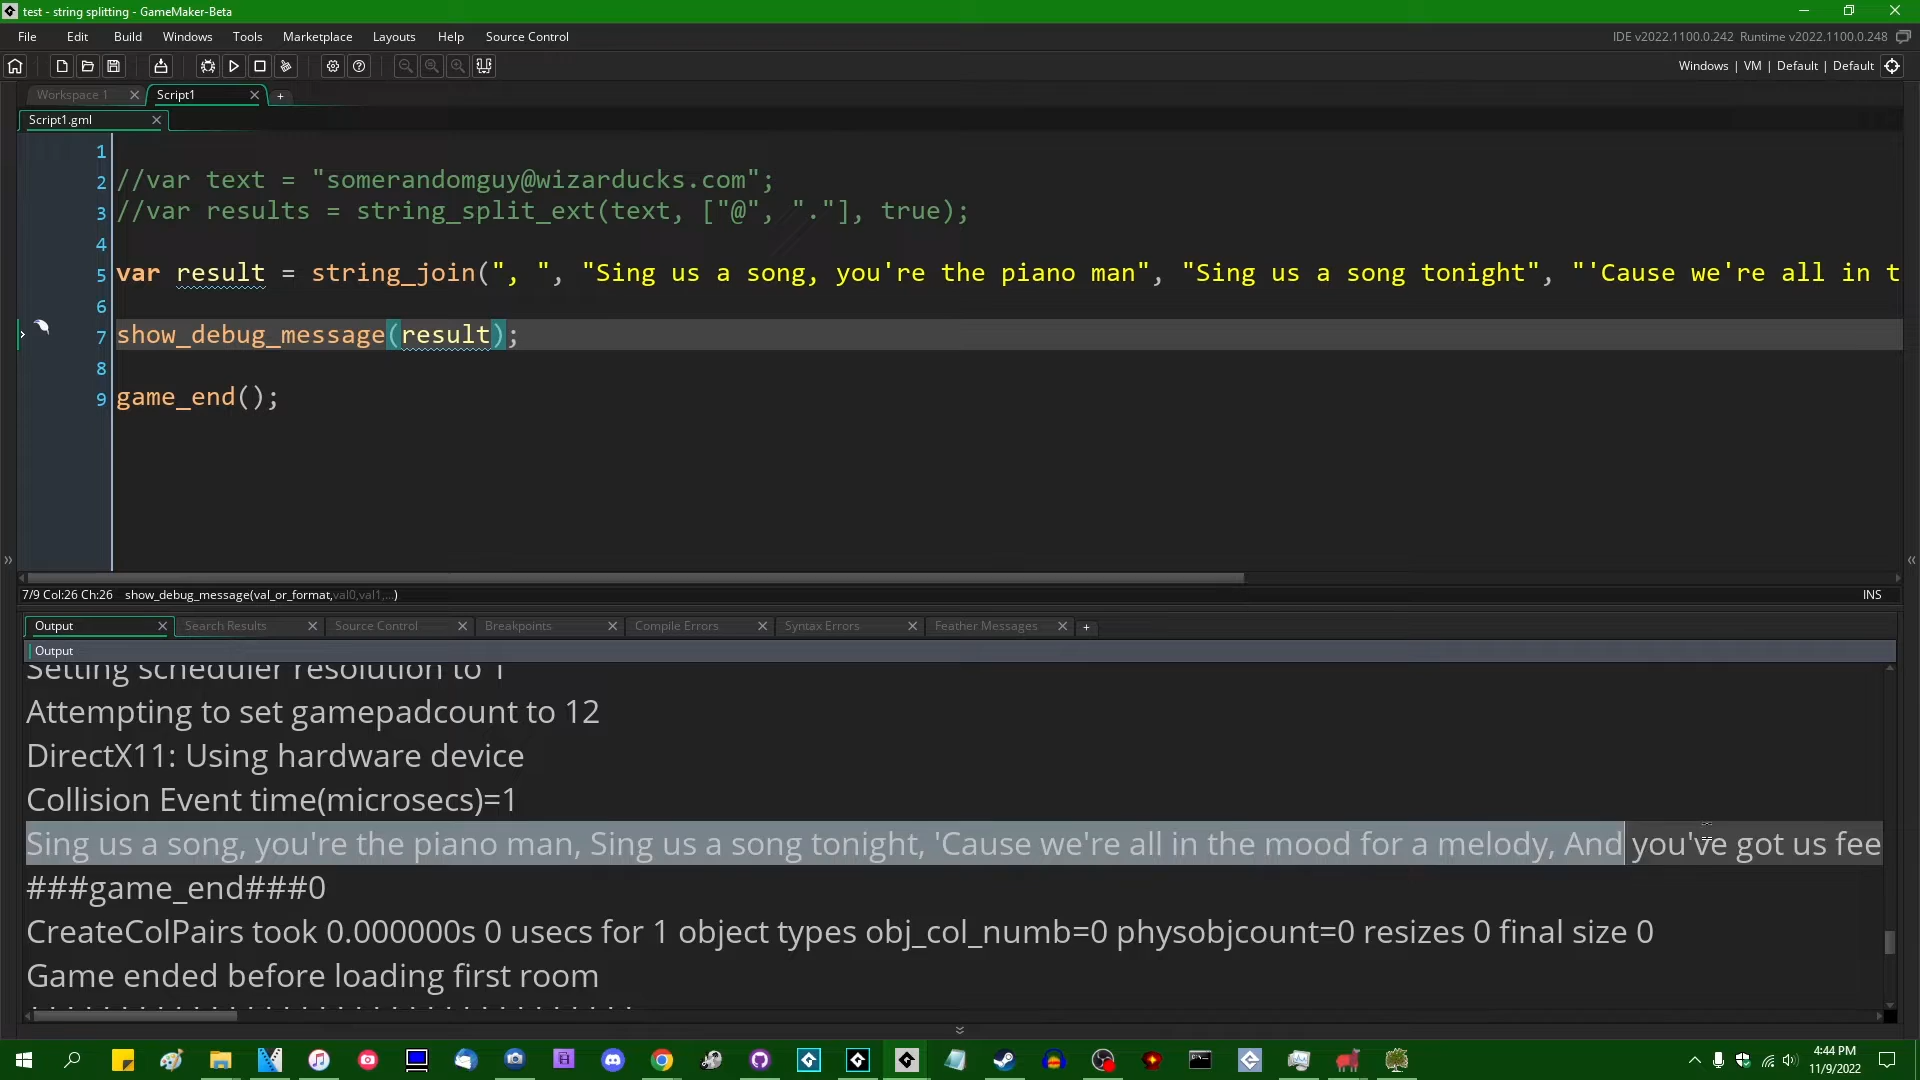 test - string splitting - GameMaker-Beta
File Edit Build Windows Tools Marketplace Layouts Help Source Control
IDE v2022.1100.0.242 Runtime v2022.1100.0.248
Windows | VM | Default | Default
Workspace 1 Script1 +
Script1.gml
1
2 //var text = "somerandomguy@wizarducks.com";
3 //var results = string_split_ext(text, ["@", "."], true);
4
5 var result = string_join(", ", "Sing us a song, you're the piano man", "Sing us a song tonight", "'Cause we're all in t
6
7 show_debug_message(result);
8
9 game_end();
7/9 Col:26 Ch:26 show_debug_message(val_or_format,val0,val1,...)
INS
Output Search Results Source Control Breakpoints Compile Errors Syntax Errors Feather Messages +
Output
Setting scheduler resolution to 1
Attempting to set gamepadcount to 12
DirectX11: Using hardware device
Collision Event time(microsecs)=1
Sing us a song, you're the piano man, Sing us a song tonight, 'Cause we're all in the mood for a melody, And you've got us fee
###game_end###0
CreateColPairs took 0.000000s 0 usecs for 1 object types obj_col_numb=0 physobjcount=0 resizes 0 final size 0
Game ended before loading first room
4:44 PM
11/9/2022